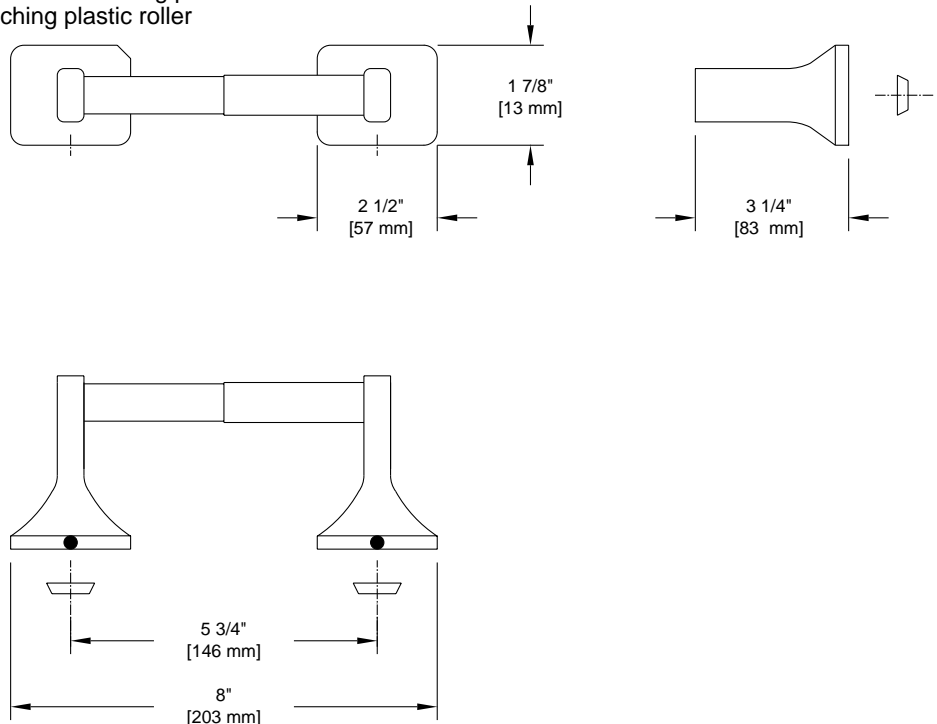 ching plastic roller
1 7/8"
[13 mm]
2 1/2"
[57 mm]
3 1/4"
[83 mm]
5 3/4"
[146 mm]
8"
[203 mm]